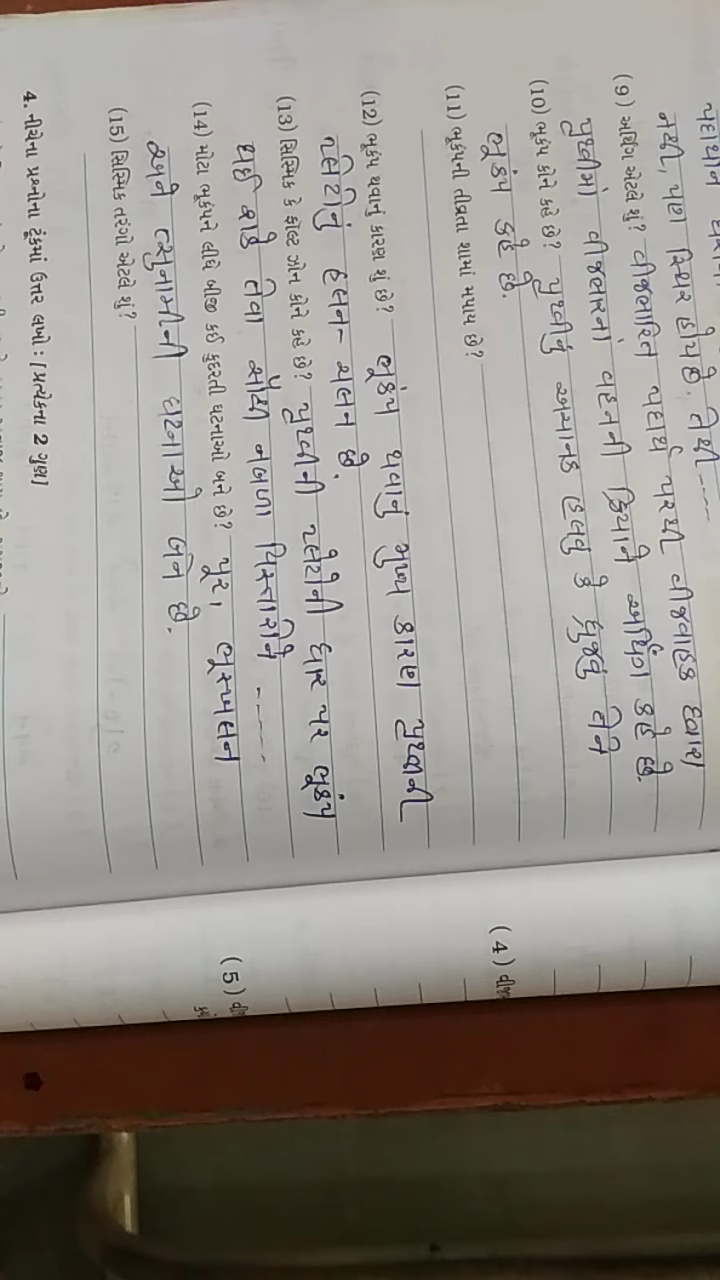 પદાર્થને
નથી, પણ સ્થિર હોય છે. તેથી ----
(9) અર્થિંગ એટલે શું? વીજભારિત પદાર્થ પરથી વીજવાહક દ્વારા
પૃથ્વીમાં વીજભારનાં વહનની ક્રિયાને અર્થિંગ કહે છે.
(10) ભૂકંપ કોને કહે છે? પૃથ્વીનું અચાનક હલવું કે ધ્રુજવું તેને
ભૂકંપ કહે છે.
(11) ભૂકંપની તીવ્રતા શામાં મપાય છે?
(12) ભૂકંપ થવાનું કારણ શું છે? ભૂકંપ થવાનું મુખ્ય કારણ પૃથ્વીની
પ્લેટોનું હલન-ચલન છે.
(13) સિસ્મિક કે ફોલ્ટ ઝોન કોને કહે છે? પૃથ્વીની પ્લેટોની ધાર પર ભૂકંપ
થઈ શકે તેવા સૌથી નબળા વિસ્તારોને -----
(14) મોટા ભૂકંપને લીધે બીજી કઈ કુદરતી ઘટનાઓ બને છે? પૂર, ભૂસ્ખલન
અને ત્સુનામીની ઘટનાઓ બને છે.
(15) સિસ્મિક તરંગો એટલે શું?
4. નીચેના પ્રશ્નોના ટૂંકમાં ઉત્તર લખો : [પ્રત્યેકના 2 ગુણ]
(4) વીજ
(5)